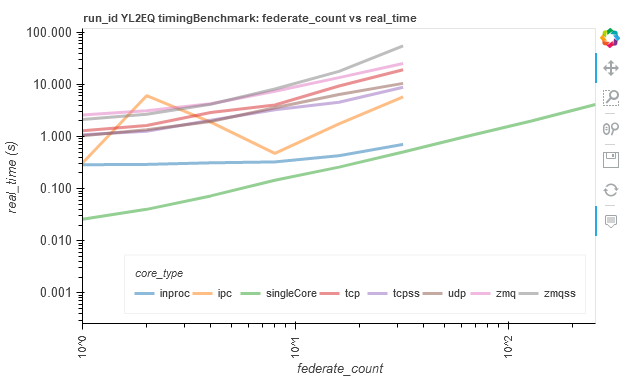 run_id YL2EQ timingBenchmark: federate_count vs real_time
100.000
10.000
1.000
0.100
0.010
0.001
real_time (s)
core_type
inproc ipc singleCore tcp tcpss udp zmq zmqss
10^0 10^1 10^2
federate_count